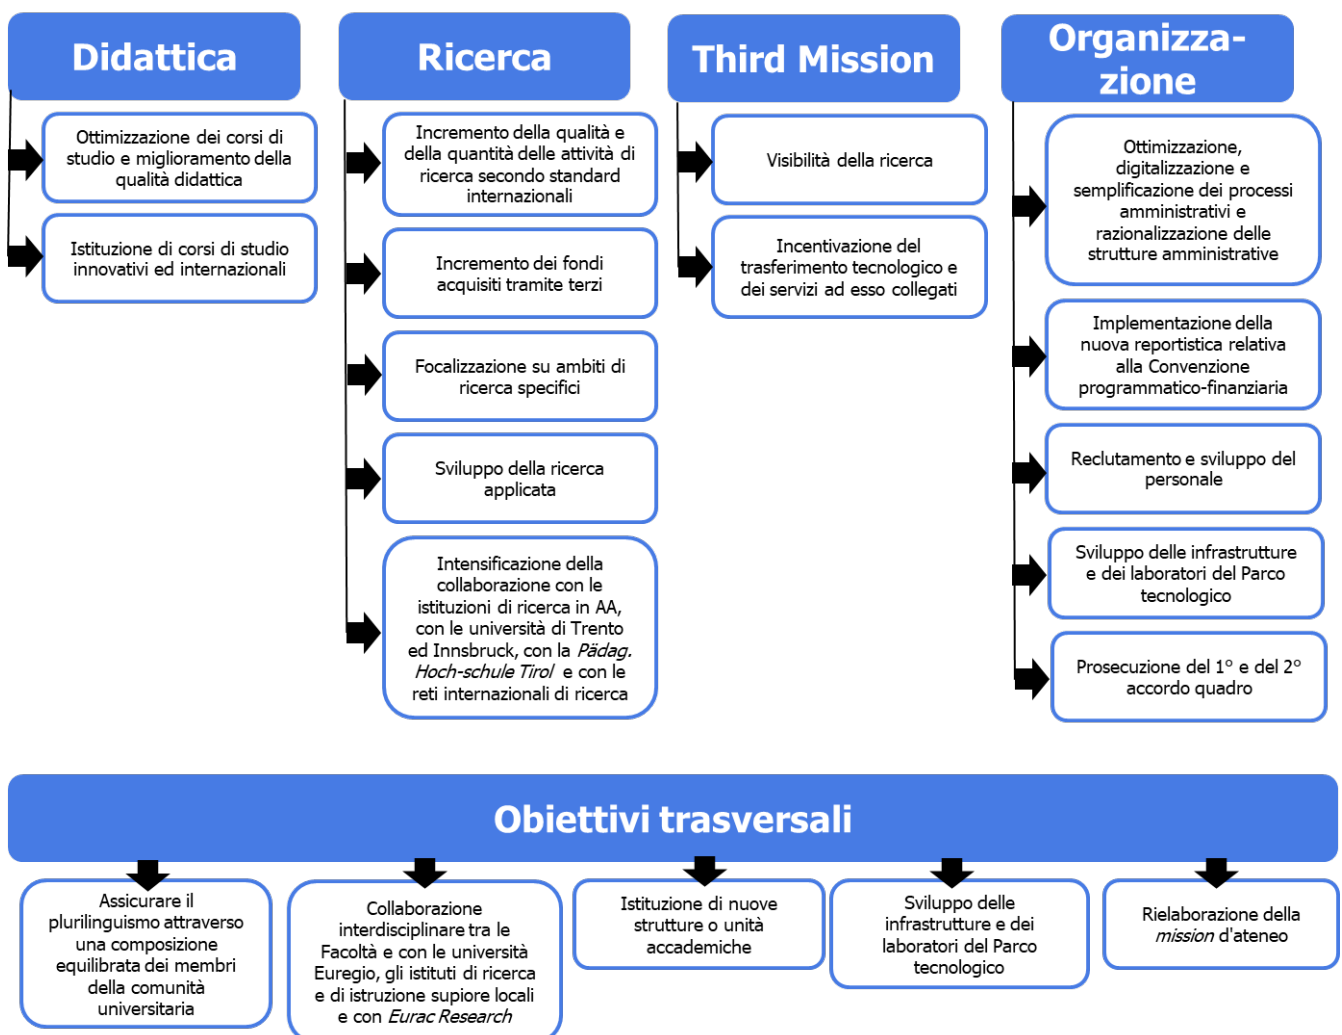 Didattica
Ottimizzazione dei corsi di
studio e miglioramento della
qualità didattica
Istituzione di corsi di studio
innovativi ed internazionali
Ricerca
Incremento della qualità e
della quantità delle attività di
ricerca secondo standard
internazionali
Incremento dei fondi
acquisiti tramite terzi
Focalizzazione su ambiti di
ricerca specifici
Sviluppo della ricerca
applicata
Intensificazione della
collaborazione con le
istituzioni di ricerca in AA,
con le università di Trento
ed Innsbruck, con la Pädag.
Hoch-schule Tirol e con le
reti internazionali di ricerca
Third Mission
Visibilità della ricerca
Incentivazione del
trasferimento tecnologico e
dei servizi ad esso collegati
Organizza-
zione
Ottimizzazione,
digitalizzazione e
semplificazione dei processi
amministrativi e
razionalizzazione delle
strutture amministrative
Implementazione della
nuova reportistica relativa
alla Convenzione
programmatico-finanziaria
Reclutamento e sviluppo del
personale
Sviluppo delle infrastrutture
e dei laboratori del Parco
tecnologico
Prosecuzione del 1° e del 2°
accordo quadro
Obiettivi trasversali
Assicurare il
plurilinguismo attraverso
una composizione
equilibrata dei membri
della comunità
universitaria
Collaborazione
interdisciplinare tra le
Facoltà e con le università
Euregio, gli istituti di ricerca
e di istruzione supiore locali
e con Eurac Research
Istituzione di nuove
strutture o unità
accademiche
Sviluppo delle
infrastrutture e dei
laboratori del Parco
tecnologico
Rielaborazione della
mission d'ateneo